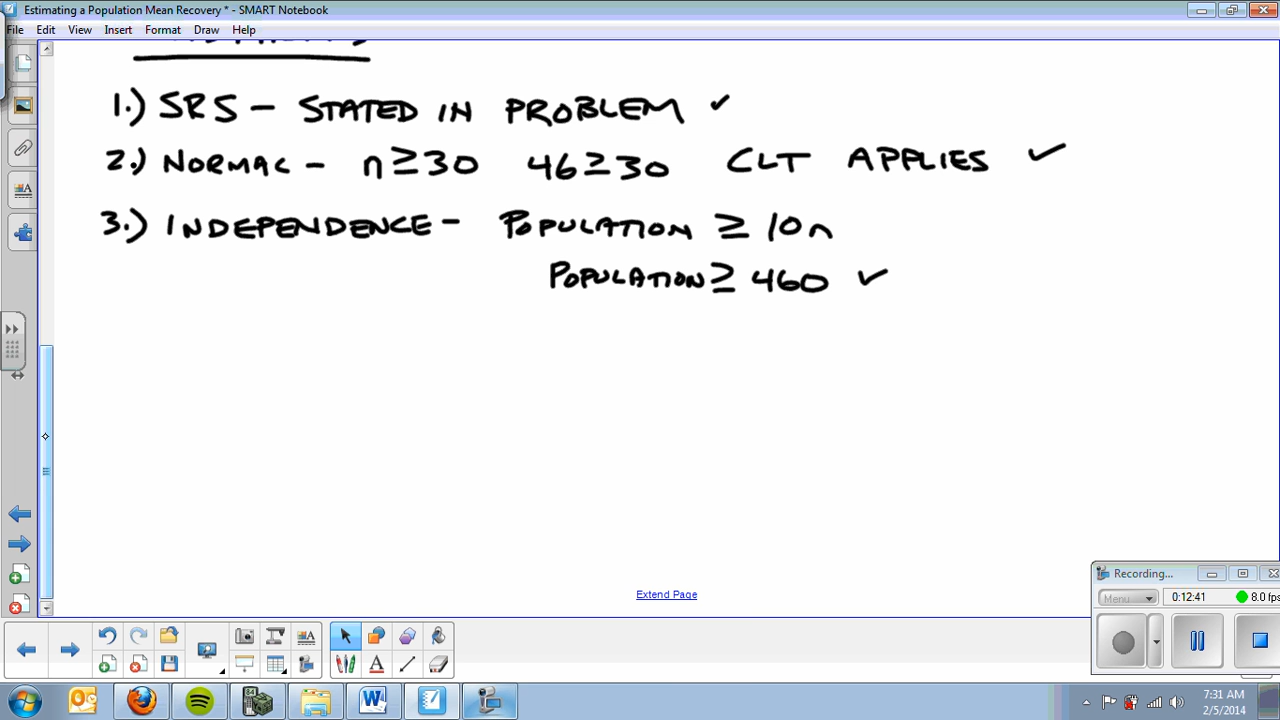 Estimating a Population Mean Recovery * - SMART Notebook
File Edit View Insert Format Draw Help
1.) SRS - STATED IN PROBLEM ✓
2.) NORMAL - n ≥ 30 46 ≥ 30 CLT APPLIES ✓
3.) INDEPENDENCE - POPULATION ≥ 10n
POPULATION ≥ 460 ✓
Extend Page
Recording...
Menu 0:12:41 8.0 fps
7:31 AM
2/5/2014